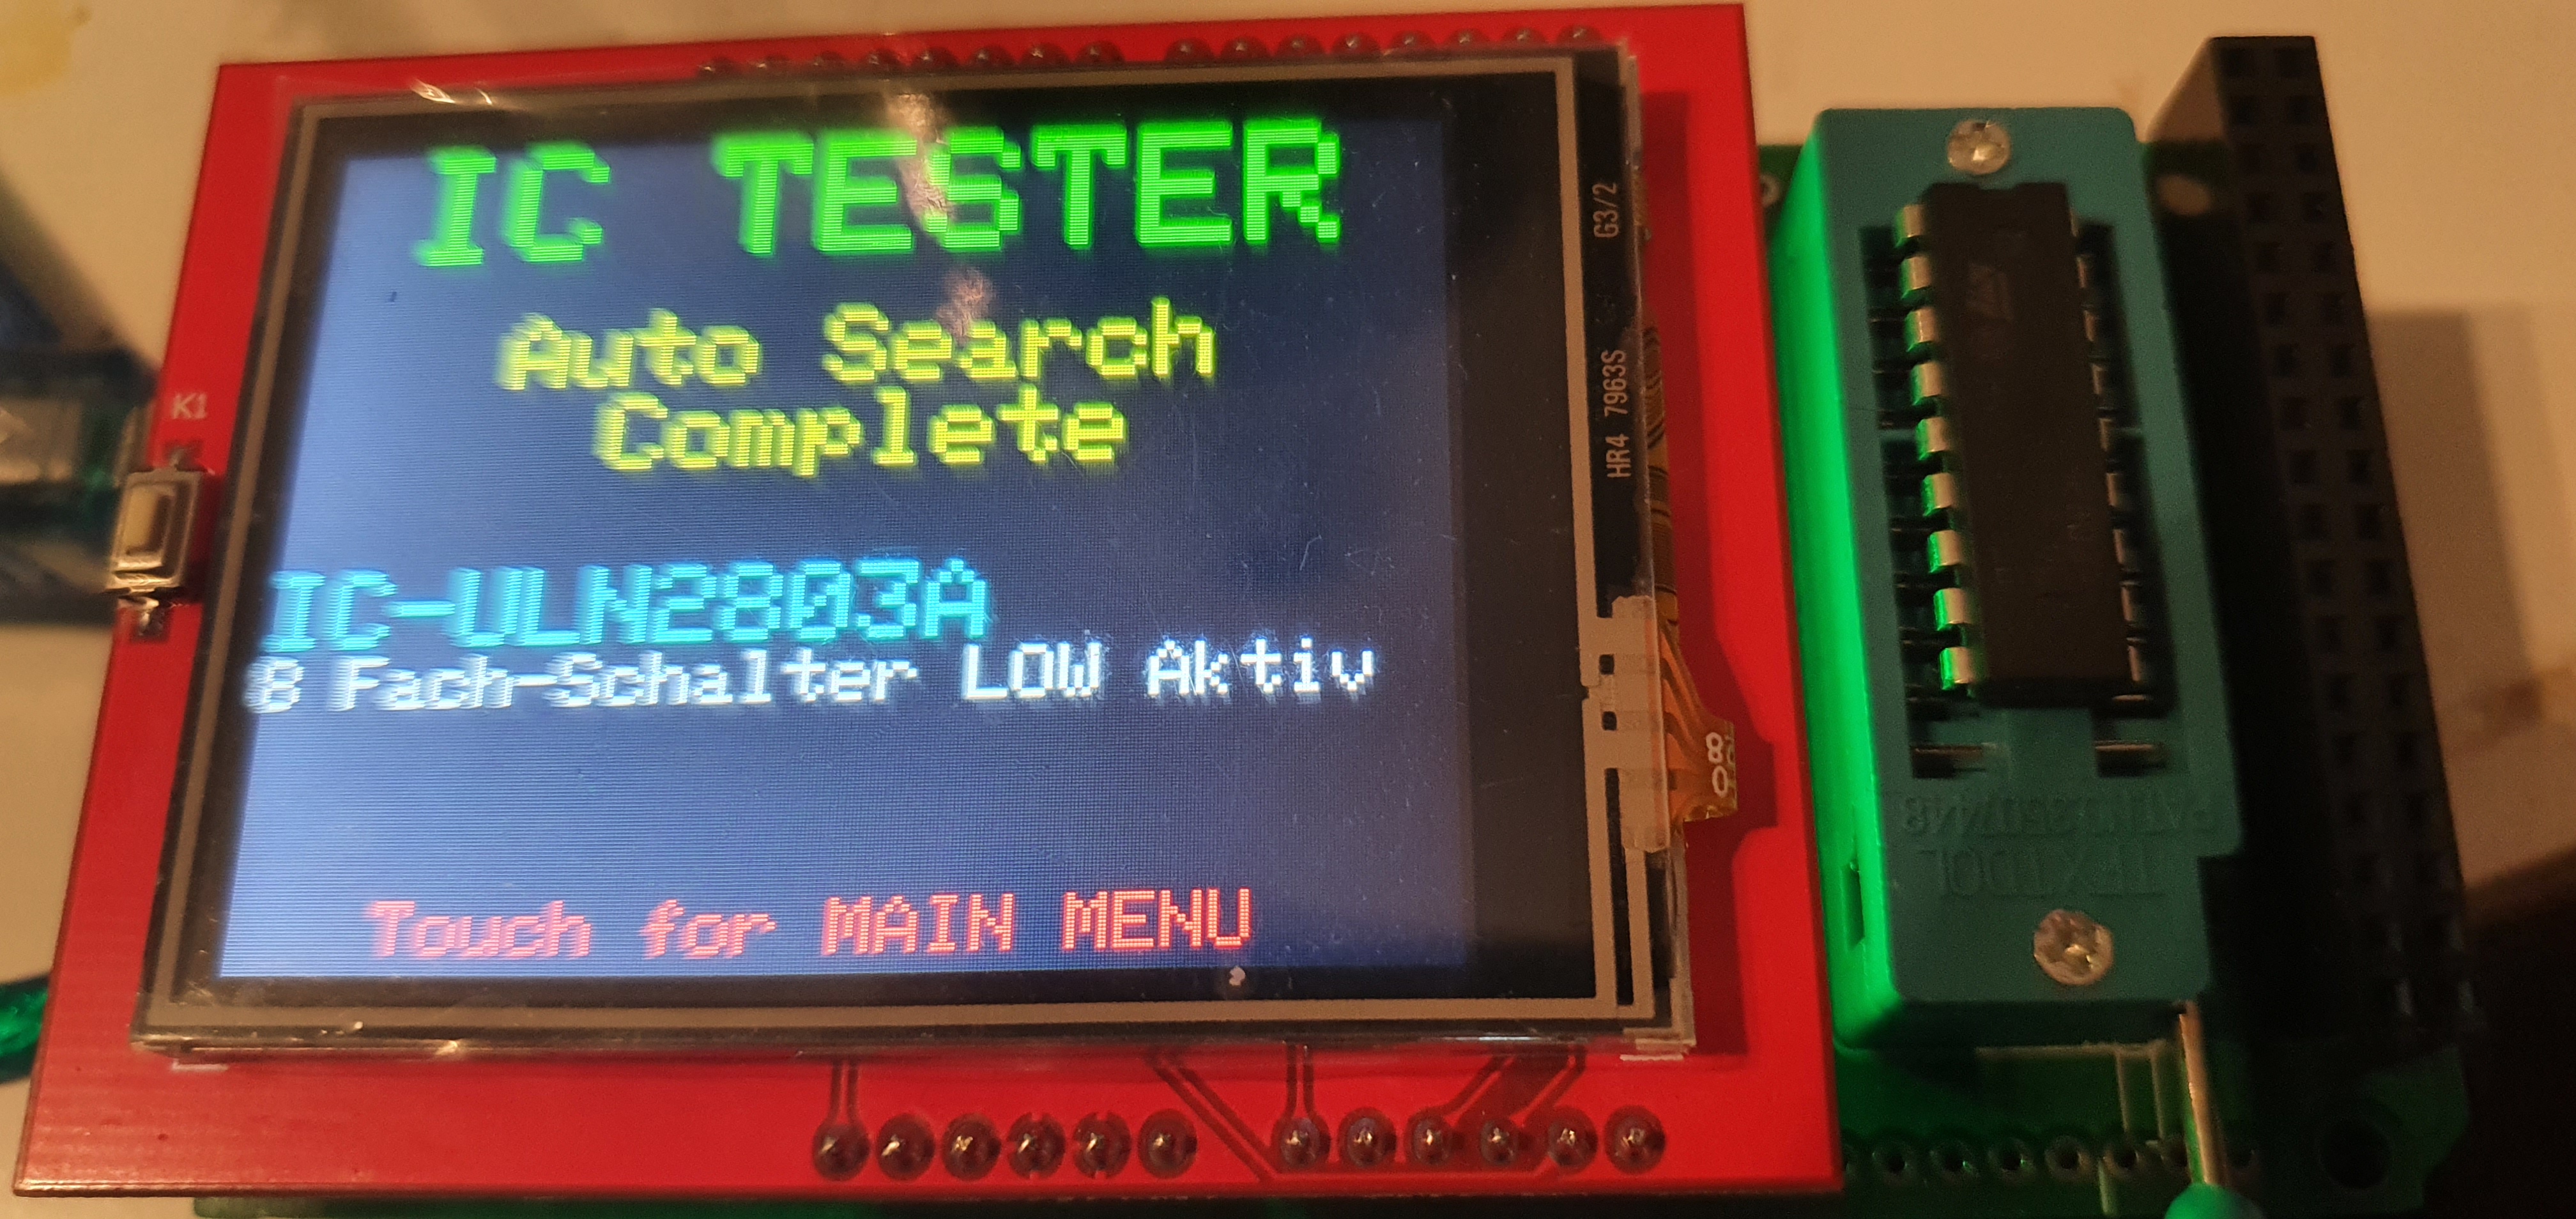 IC TESTER
Auto Search
Complete
IC-ULN2803A
8 Fach-Schalter LOW Aktiv
Touch for MAIN MENU
K1
HR4 7963S G3/2
TEXTOOL